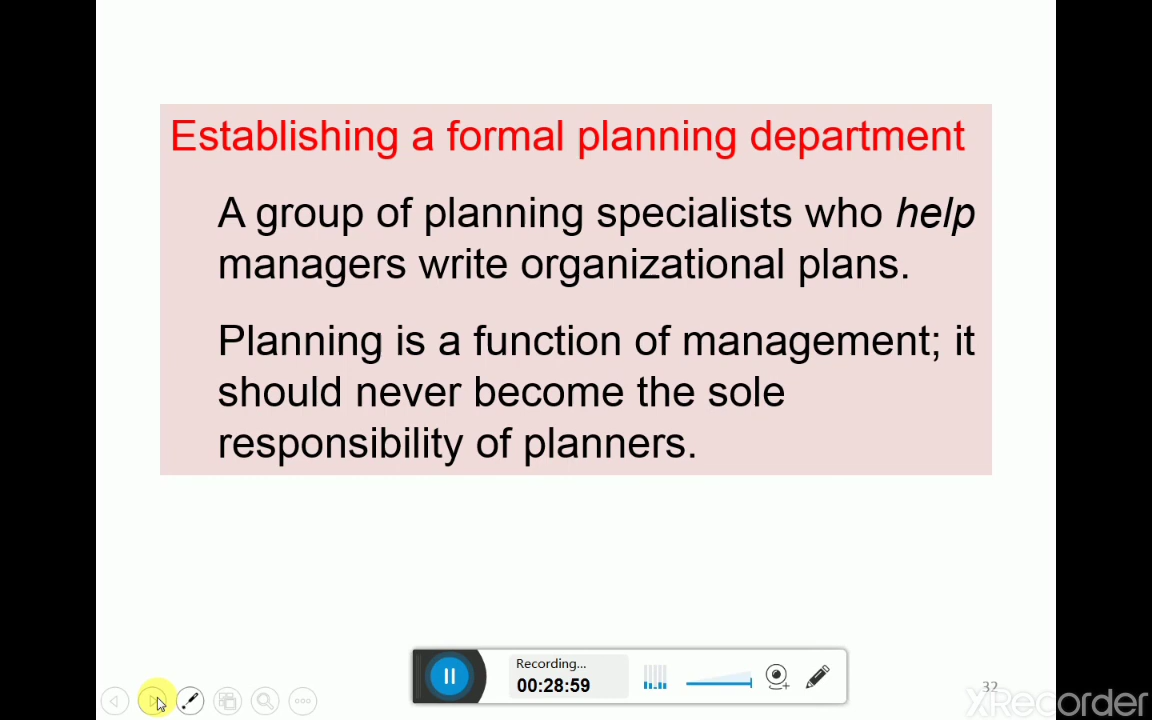 Establishing a formal planning department
A group of planning specialists who help
managers write organizational plans.
Planning is a function of management; it
should never become the sole
responsibility of planners.
Recording...
00:28:59
32
XRecorder